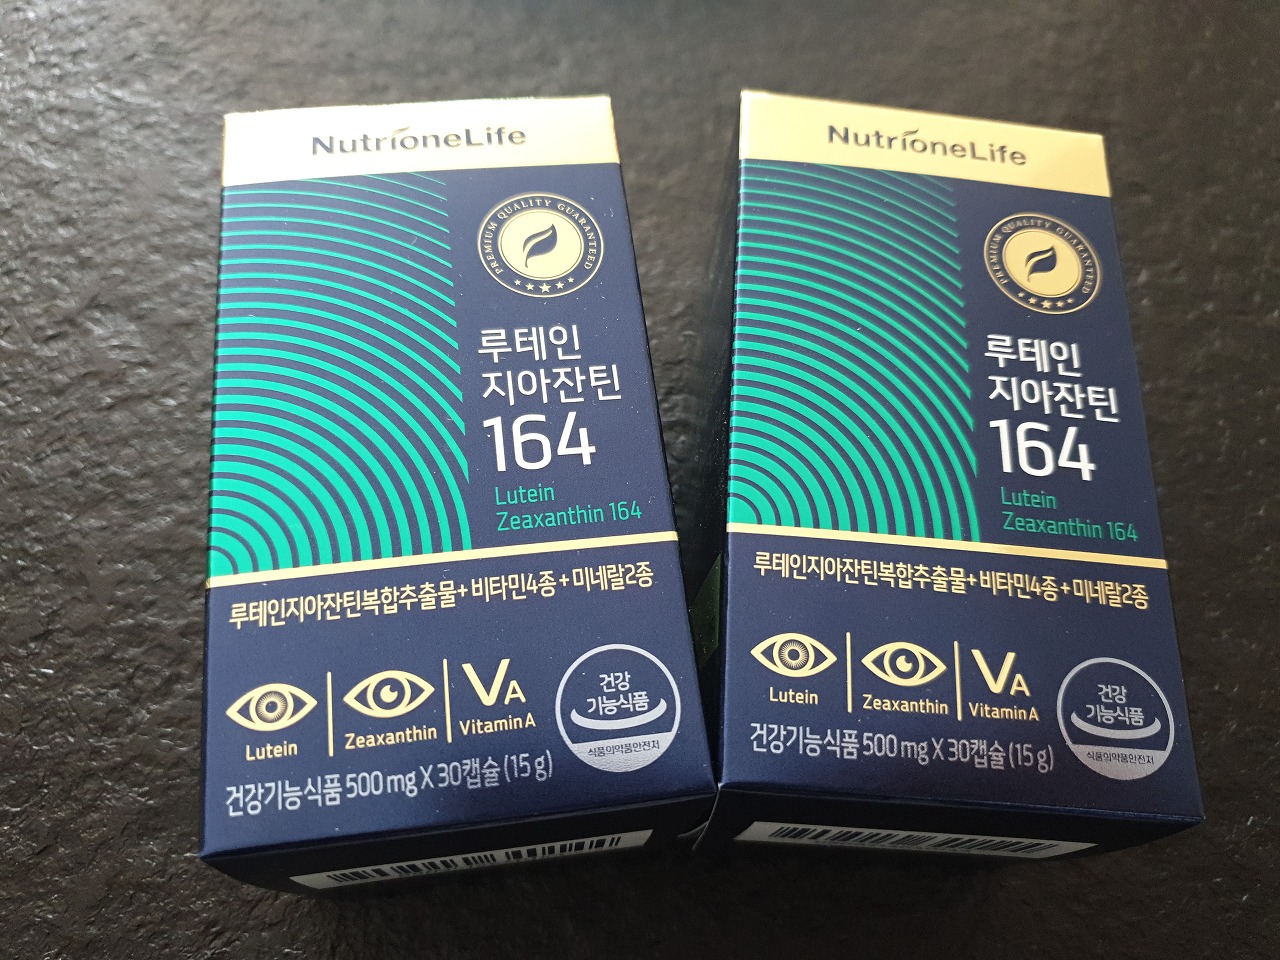 NutrioneLife
PREMIUM QUALITY GUARANTEED
루테인
지아잔틴
164
Lutein
Zeaxanthin 164
루테인지아잔틴복합추출물+비타민4종+미네랄2종
Lutein
Zeaxanthin
VA
Vitamin A
건강
기능식품
식품의약품안전처
건강기능식품 500 mg X 30캡슐 (15 g)
NutrioneLife
PREMIUM QUALITY GUARANTEED
루테인
지아잔틴
164
Lutein
Zeaxanthin 164
루테인지아잔틴복합추출물+비타민4종+미네랄2종
Lutein
Zeaxanthin
VA
Vitamin A
건강
기능식품
식품의약품안전처
건강기능식품 500 mg X 30캡슐 (15 g)